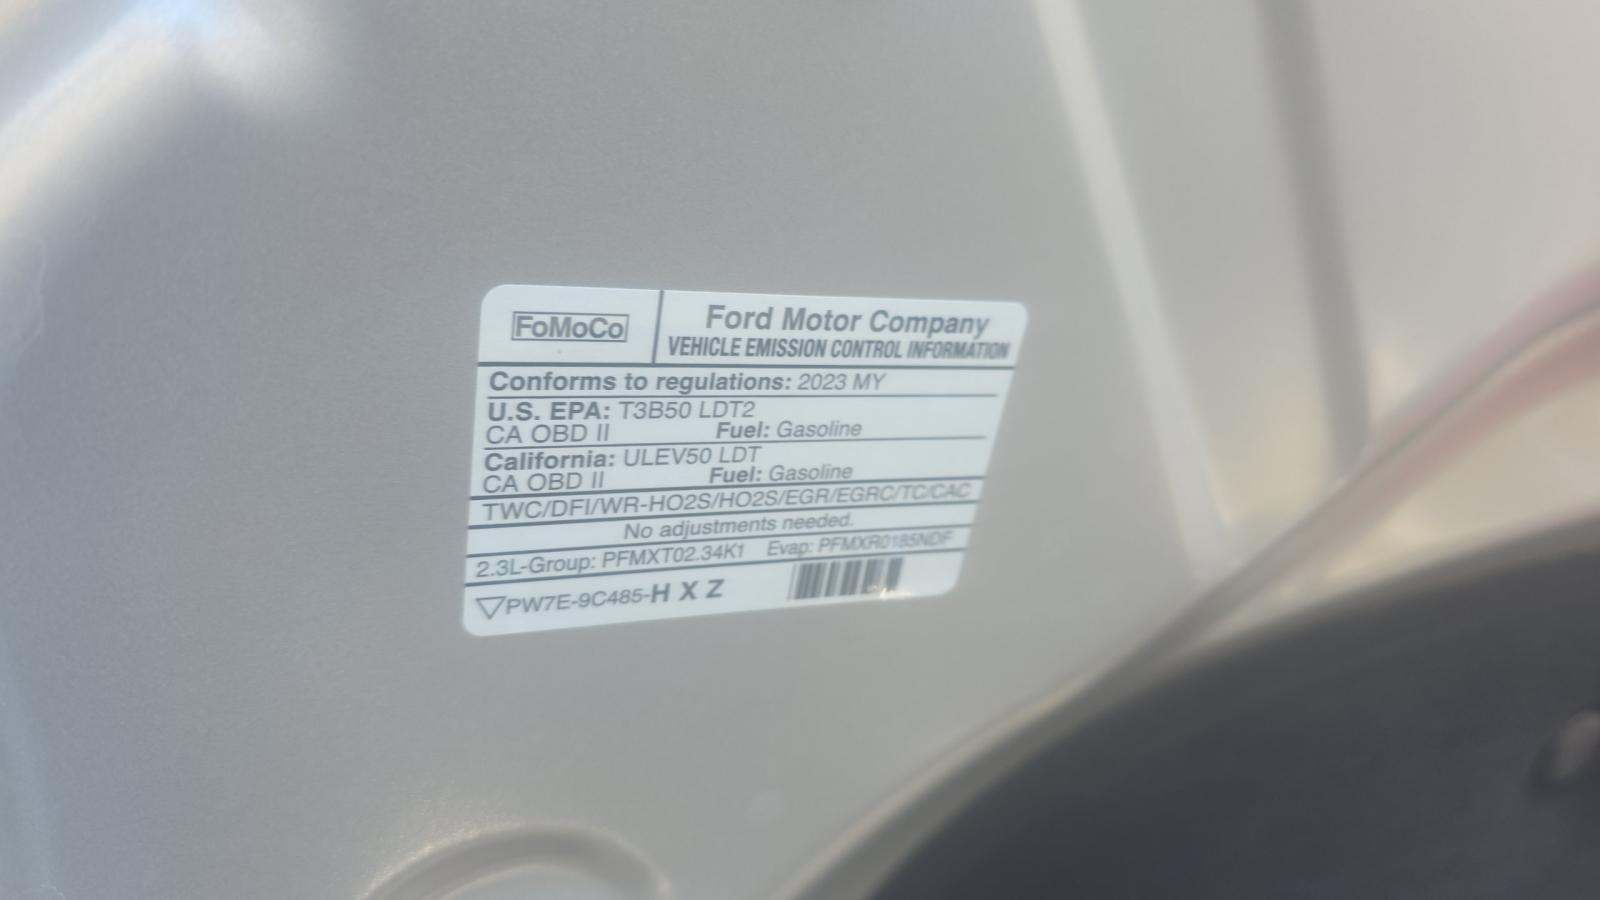 FoMoCo
Ford Motor Company
VEHICLE EMISSION CONTROL INFORMATION
Conforms to regulations: 2023 MY
U.S. EPA: T3B50 LDT2
CA OBD II Fuel: Gasoline
California: ULEV50 LDT
CA OBD II Fuel: Gasoline
TWC/DFI/WR-HO2S/HO2S/EGR/EGRC/TC/CAC
No adjustments needed.
2.3L-Group: PFMXT02.34K1 Evap: PFMXR0185NDF
PW7E-9C485-H X Z